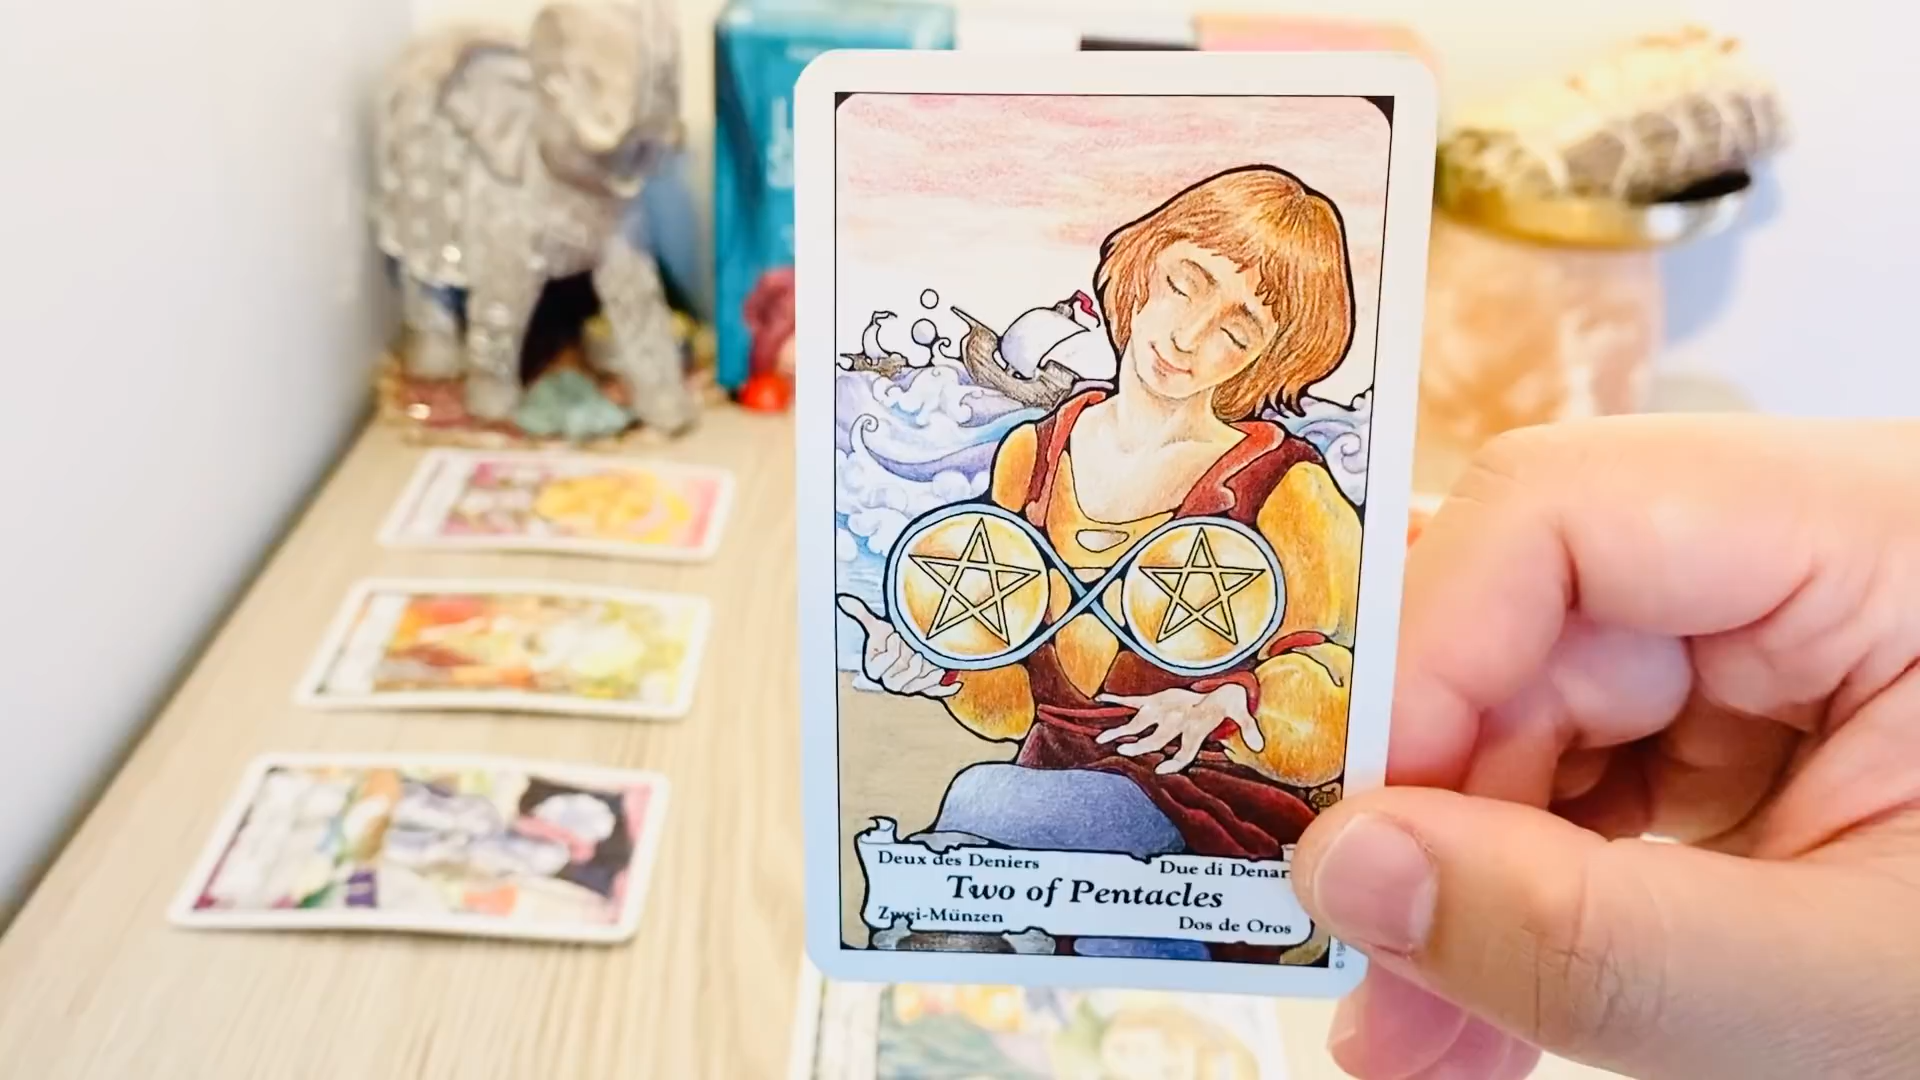 Deux des Deniers
Due di Denar
Two of Pentacles
Zwei-Münzen
Dos de Oros